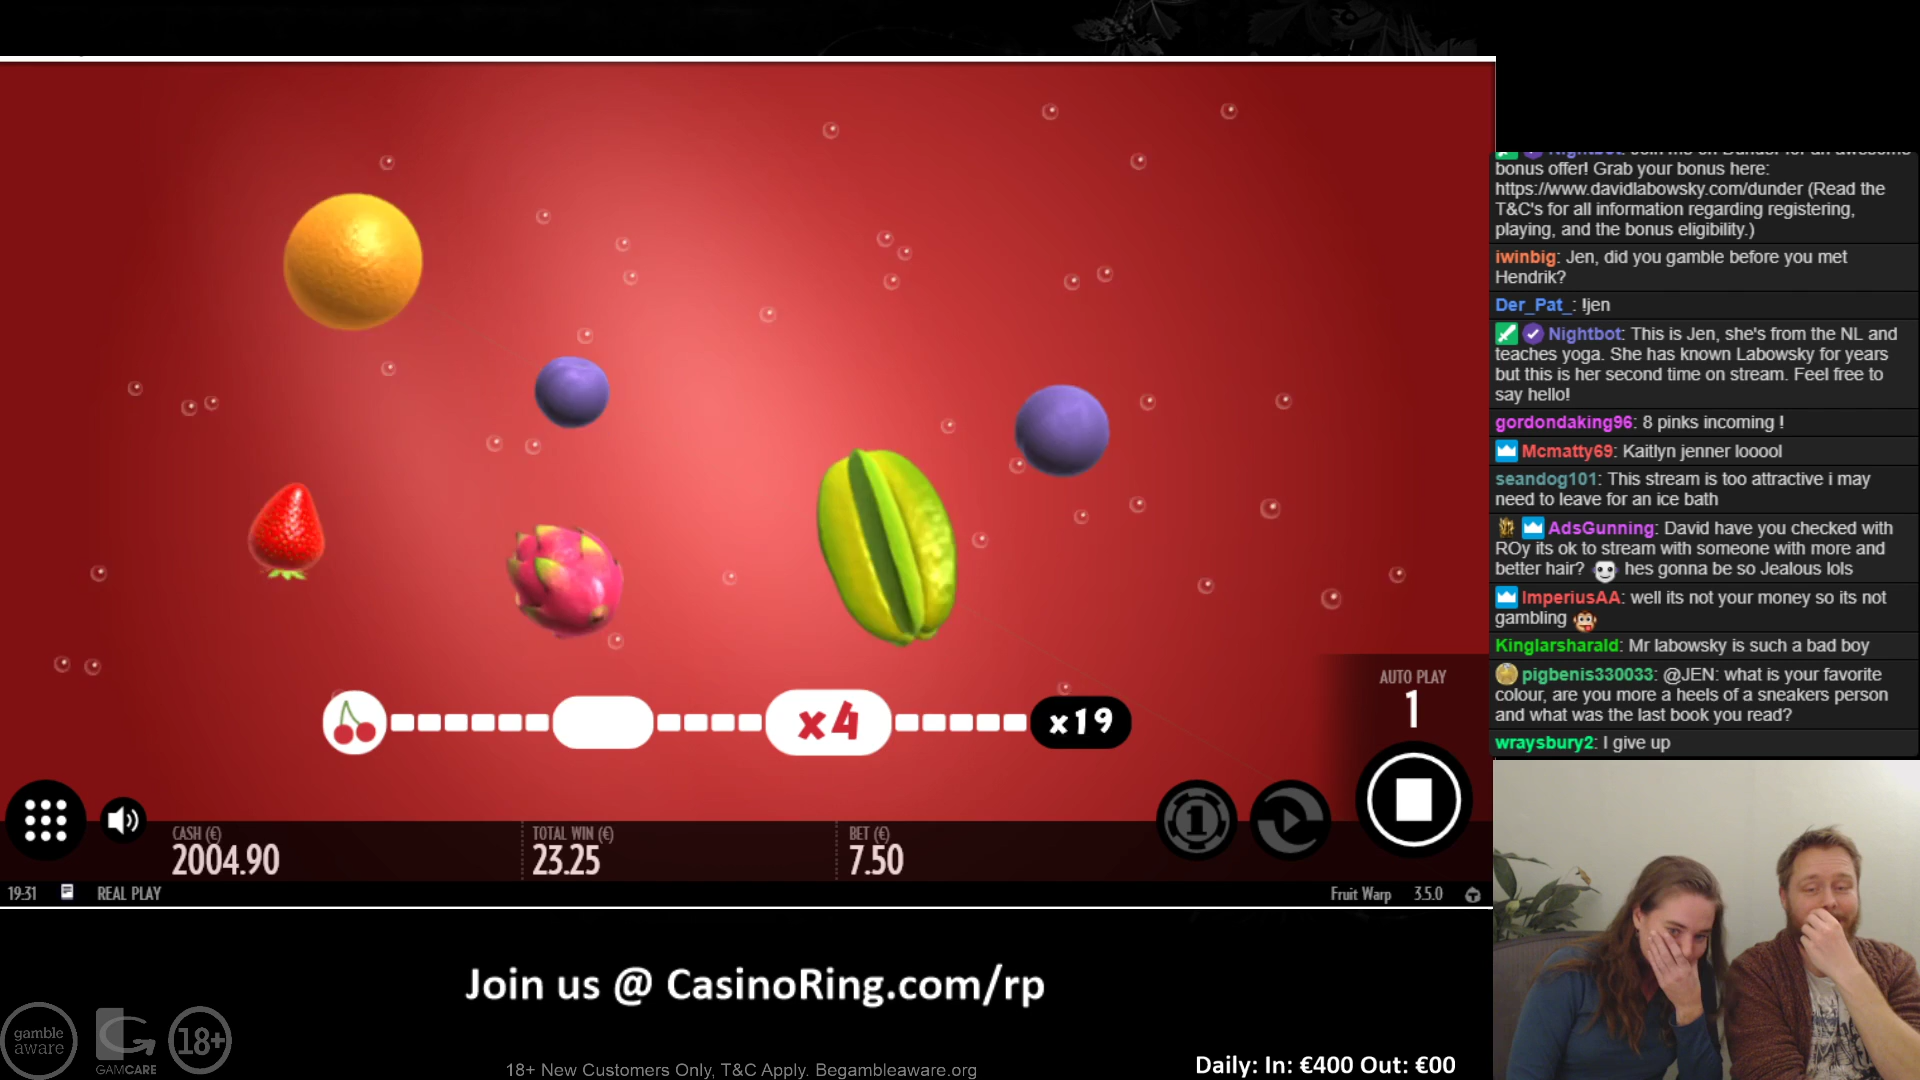 bonus offer! Grab your bonus here:
https://www.davidlabowsky.com/dunder (Read the
T&C's for all information regarding registering,
playing, and the bonus eligibility.)
iwinbig: Jen, did you gamble before you met
Hendrik?
Der_Pat_: !jen
Nightbot: This is Jen, she's from the NL and
teaches yoga. She has known Labowsky for years
but this is her second time on stream. Feel free to
say hello!
gordondaking96: 8 pinks incoming !
Mcmatty69: Kaitlyn jenner looool
seandog101: This stream is too attractive i may
need to leave for an ice bath
AdsGunning: David have you checked with
ROy its ok to stream with someone with more and
better hair? hes gonna be so Jealous lols
ImperiusAA: well its not your money so its not
gambling
Kinglarsharald: Mr labowsky is such a bad boy
pigbenis330033: @JEN: what is your favorite
colour, are you more a heels of a sneakers person
and what was the last book you read?
wraysbury2: I give up
x4
x19
AUTO PLAY
1
1
CASH (€)
2004.90
TOTAL WIN (€)
23.25
BET (€)
7.50
19:31
REAL PLAY
Fruit Warp 3.5.0
Join us @ CasinoRing.com/rp
gamble
aware
GAMCARE
18+
18+ New Customers Only, T&C Apply. Begambleaware.org
Daily: In: €400 Out: €00